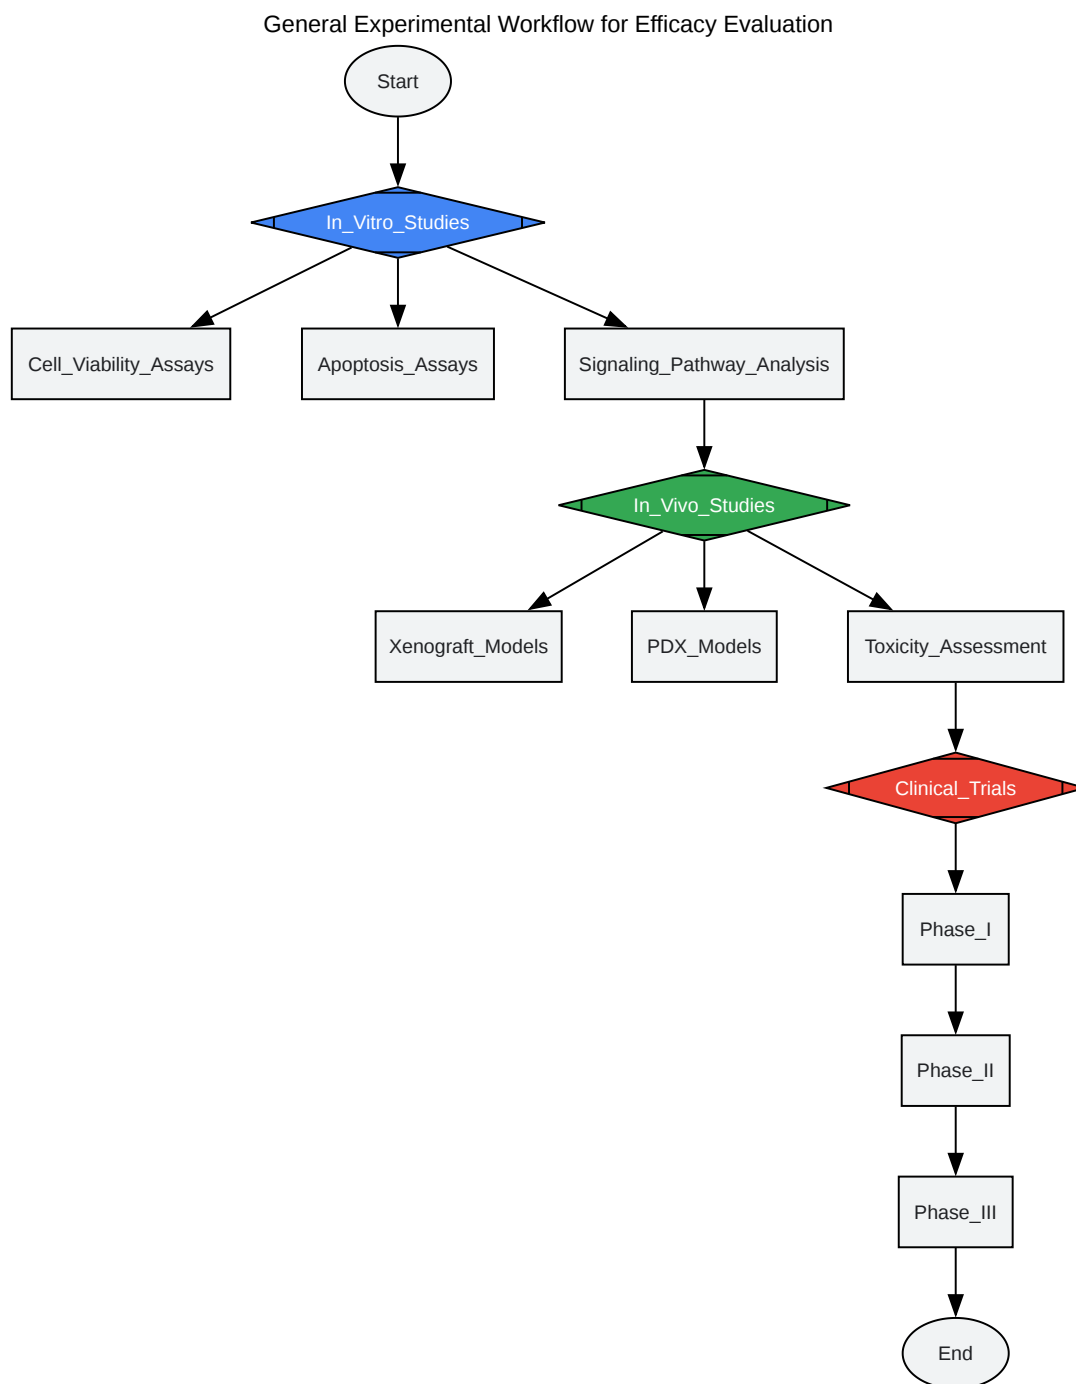 General Experimental Workflow for Efficacy Evaluation
Start
In_Vitro_Studies
Cell_Viability_Assays
Apoptosis_Assays
Signaling_Pathway_Analysis
In_Vivo_Studies
Xenograft_Models
PDX_Models
Toxicity_Assessment
Clinical_Trials
Phase_I
Phase_II
Phase_III
End